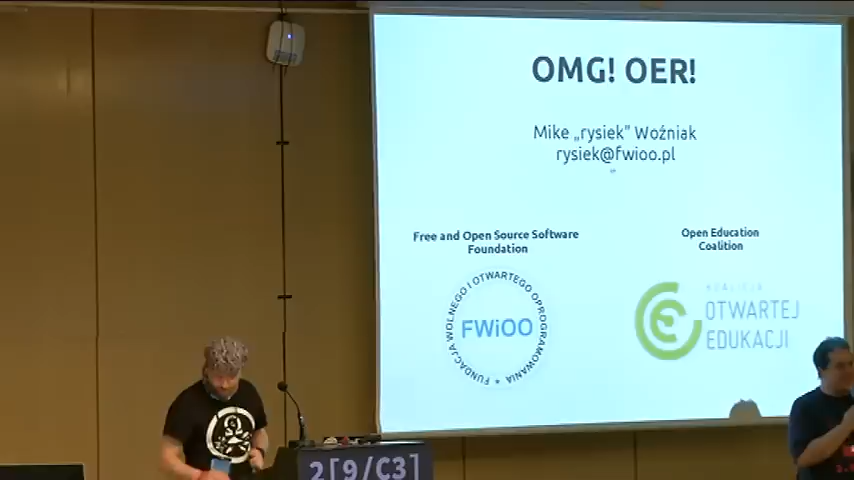 OMG! OER!
Mike „rysiek” Woźniak
rysiek@fwioo.pl
Free and Open Source Software
Foundation
Open Education
Coalition
FUNDACJA WOLNEGO I OTWARTEGO OPROGRAMOWANIA
FWiOO
KOALICJA
OTWARTEJ
EDUKACJI
2[9/C3]